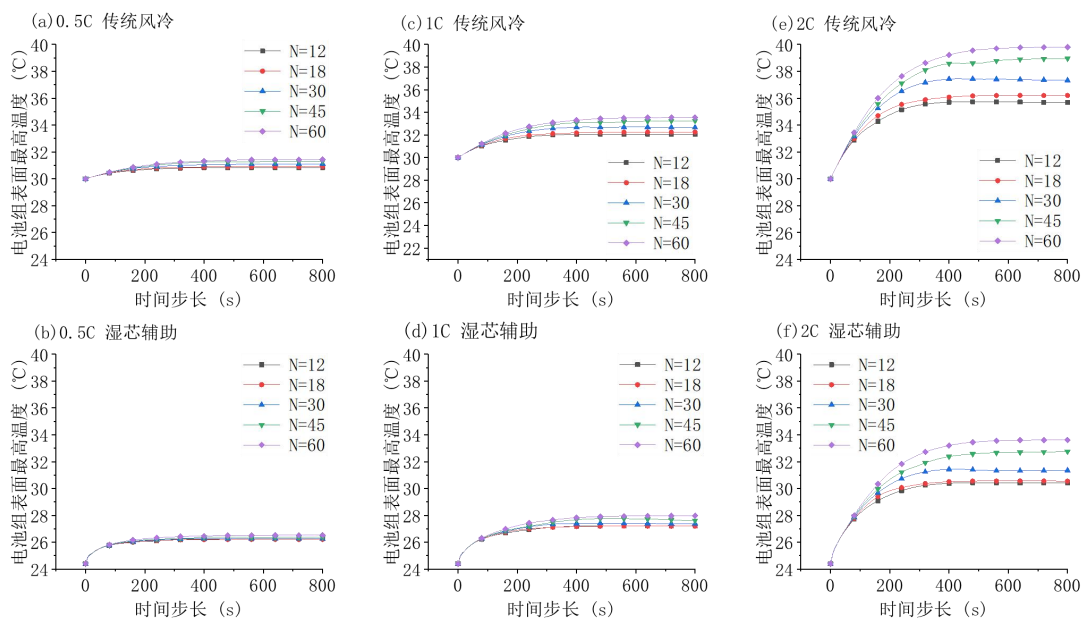 (a)0.5C 传统风冷
电池组表面最高温度 (℃)
40
38
36
34
32
30
28
26
24
N=12
N=18
N=30
N=45
N=60
0 200 400 600 800
时间步长 (s)
(c)1C 传统风冷
电池组表面最高温度 (℃)
40
38
36
34
32
30
28
26
24
22
N=12
N=18
N=30
N=45
N=60
0 200 400 600 800
时间步长 (s)
(e)2C 传统风冷
电池组表面最高温度 (℃)
40
38
36
34
32
30
28
26
24
N=12
N=18
N=30
N=45
N=60
0 200 400 600 800
时间步长 (s)
(b)0.5C 湿芯辅助
电池组表面最高温度 (℃)
40
38
36
34
32
30
28
26
24
N=12
N=18
N=30
N=45
N=60
0 200 400 600 800
时间步长 (s)
(d)1C 湿芯辅助
电池组表面最高温度 (℃)
40
38
36
34
32
30
28
26
24
N=12
N=18
N=30
N=45
N=60
0 200 400 600 800
时间步长 (s)
(f)2C 湿芯辅助
电池组表面最高温度 (℃)
40
38
36
34
32
30
28
26
24
N=12
N=18
N=30
N=45
N=60
0 200 400 600 800
时间步长 (s)